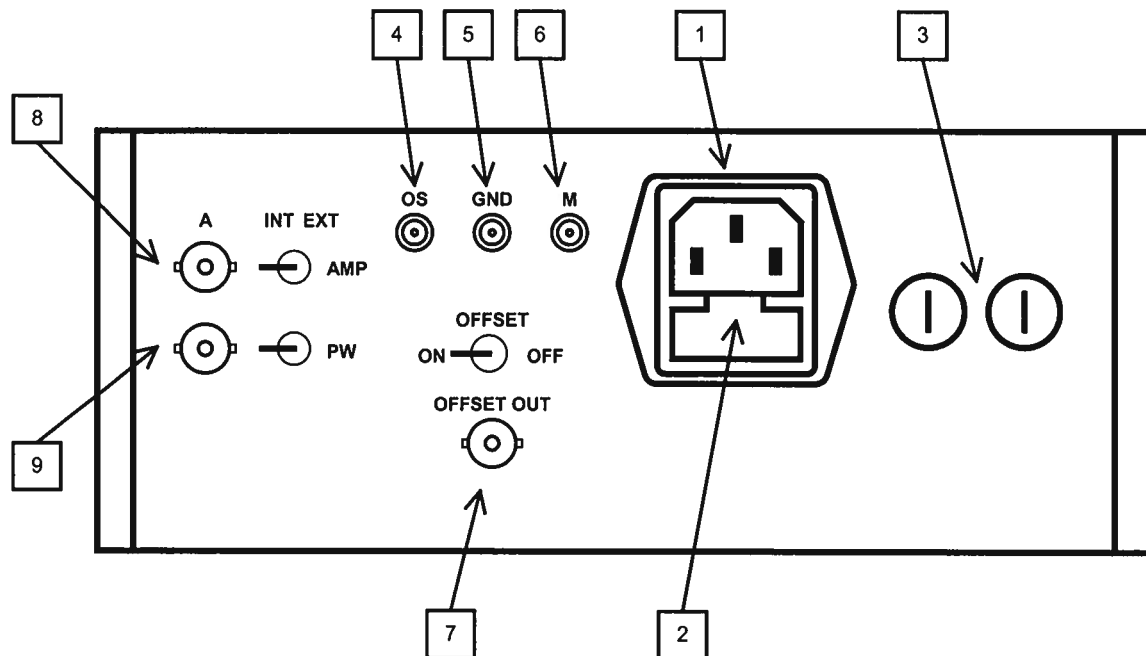 4 5 6 1 3
8
OS GND M
A INT EXT
AMP
OFFSET
PW ON OFF
OFFSET OUT
9
7 2